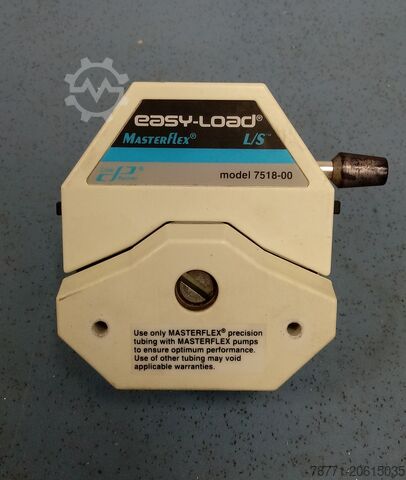 easy-Load®
MASTERFLEX® L/S™
model 7518-00
Use only MASTERFLEX® precision
tubing with MASTERFLEX pumps
to ensure optimum performance.
Use of other tubing may void
applicable warranties.
78771-20615035